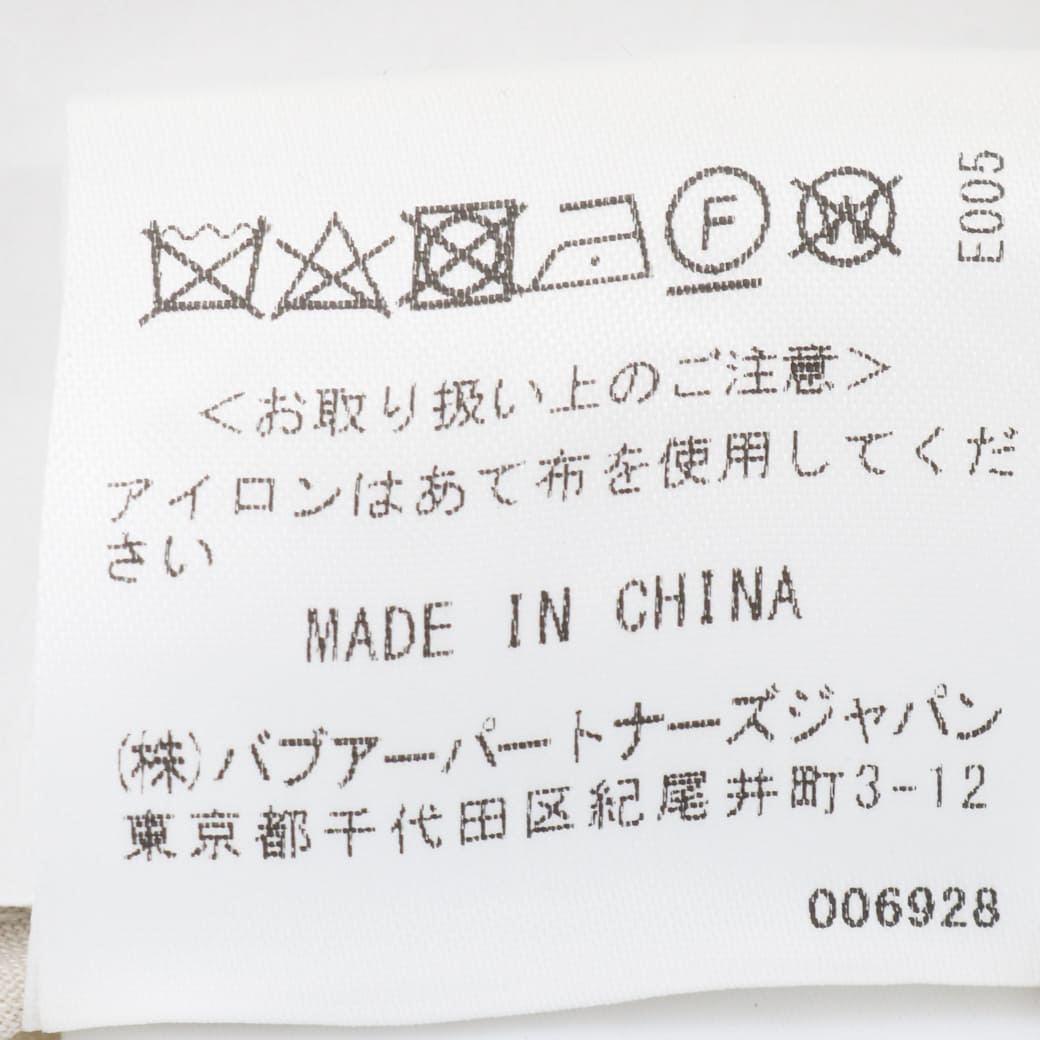 F W E005
＜お取り扱い上のご注意＞
アイロンはあて布を使用してくだ
さい
MADE IN CHINA
(株)バブアーパートナーズジャパン
東京都千代田区紀尾井町3-12
006928